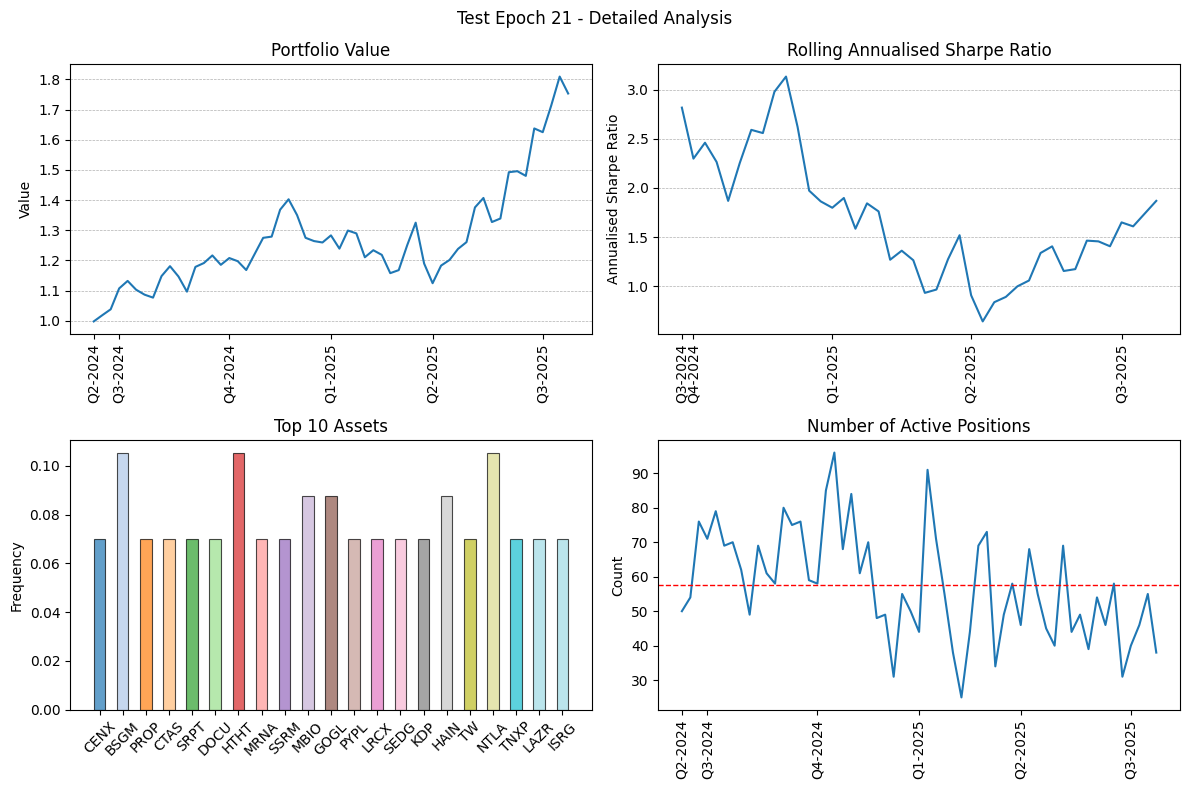 Test Epoch 21 - Detailed Analysis
Portfolio Value
Value
1.8
1.7
1.6
1.5
1.4
1.3
1.2
1.1
1.0
Q2-2024
Q3-2024
Q4-2024
Q1-2025
Q2-2025
Q3-2025
Rolling Annualised Sharpe Ratio
Annualised Sharpe Ratio
3.0
2.5
2.0
1.5
1.0
Q3-2024
Q4-2024
Q1-2025
Q2-2025
Q3-2025
Top 10 Assets
Frequency
0.10
0.08
0.06
0.04
0.02
0.00
CENX
BSGM
PROP
CTAS
SRPT
DOCU
HTHT
MRNA
SSRM
MBIO
GOGL
PYPL
LRCX
SEDG
KDP
HAIN
TW
NTLA
TNXP
LAZR
ISRG
Number of Active Positions
Count
90
80
70
60
50
40
30
Q2-2024
Q3-2024
Q4-2024
Q1-2025
Q2-2025
Q3-2025